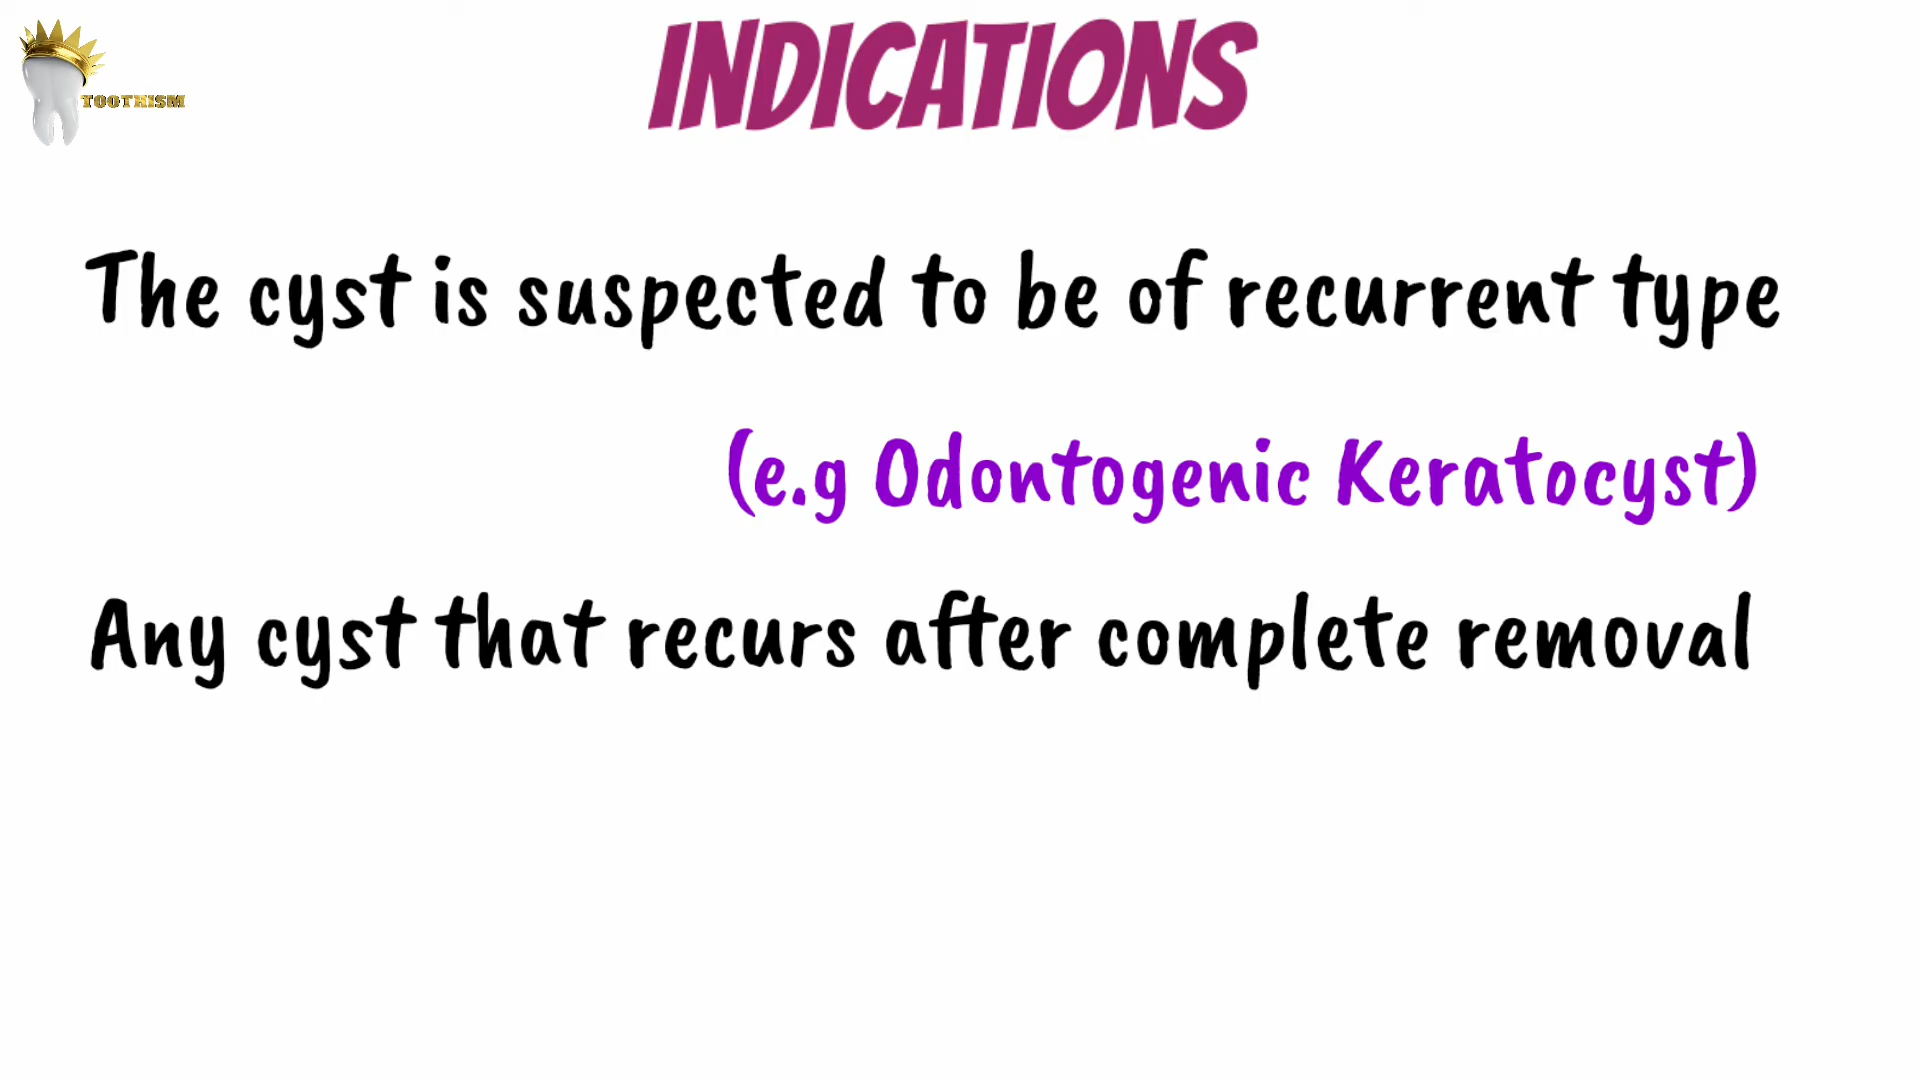 TOOTHISM
INDICATIONS
The cyst is suspected to be of recurrent type
(e.g Odontogenic Keratocyst)
Any cyst that recurs after complete removal